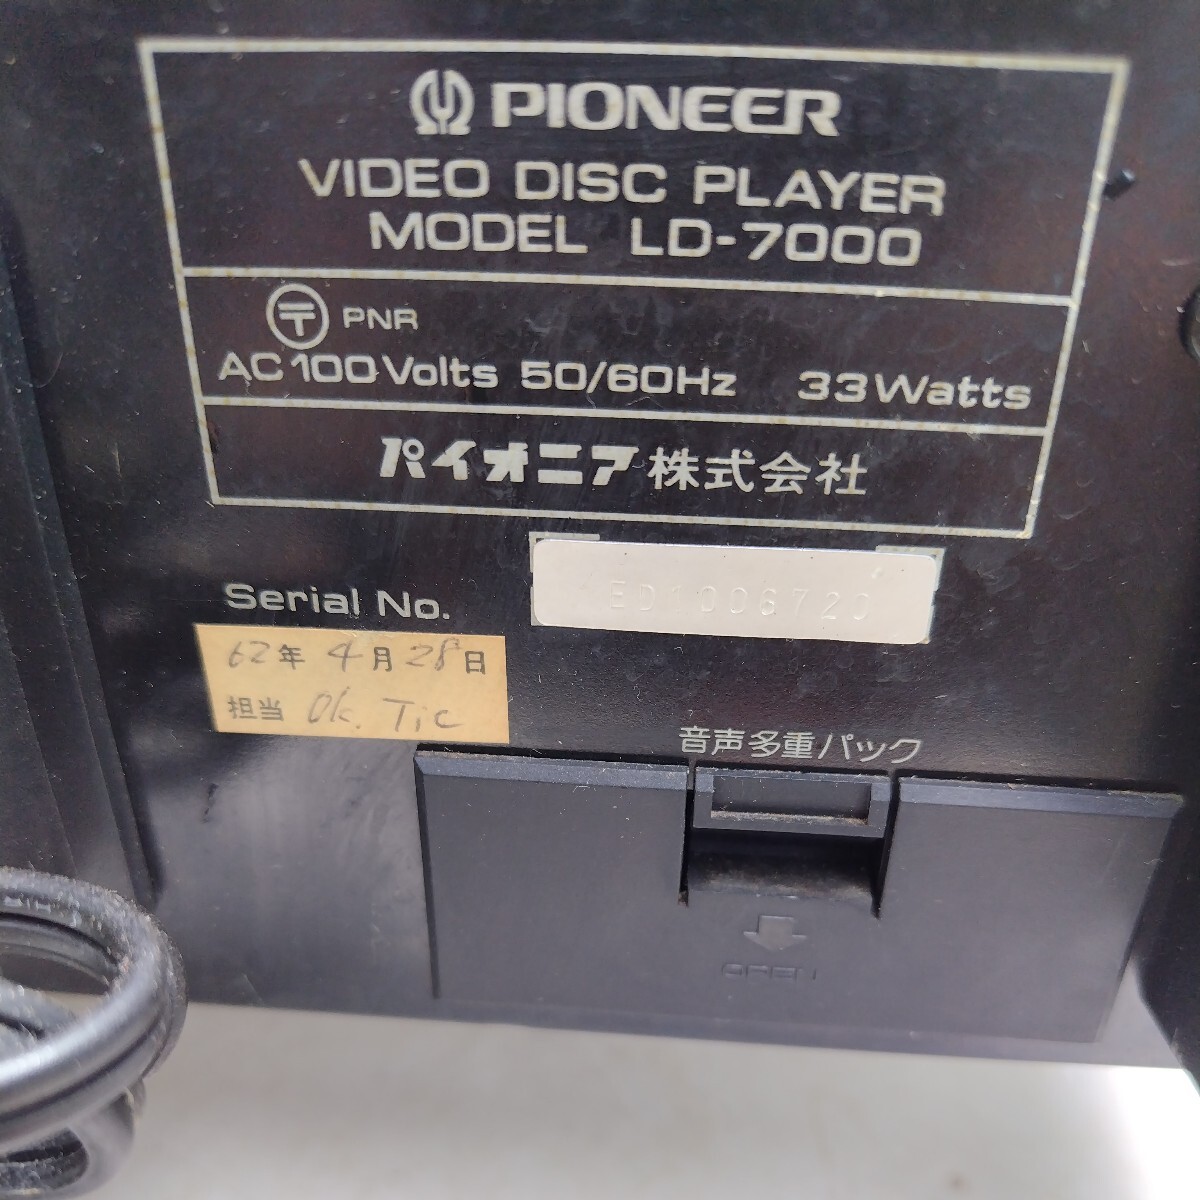 PIONEER
VIDEO DISC PLAYER
MODEL LD-7000
〒 PNR
AC 100 Volts 50/60Hz 33 Watts
パイオニア株式会社
Serial No. ED1006720
62年 4月 28日
担当 Ok. Tic
音声多重パック
OPEN